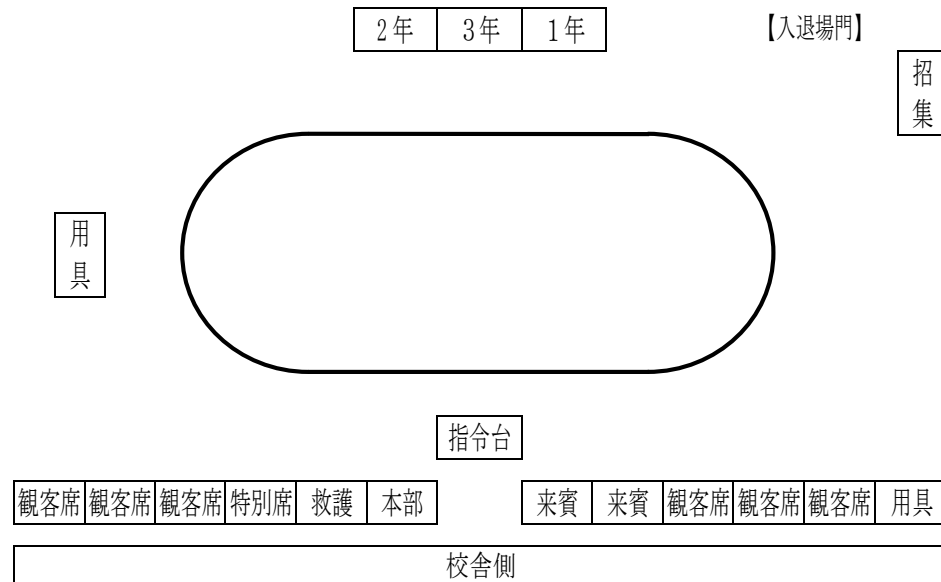 2年 3年 1年 【入退場門】
招集
用具
指令台
観客席 観客席 観客席 特別席 救護 本部 来賓 来賓 観客席 観客席 観客席 用具
校舎側